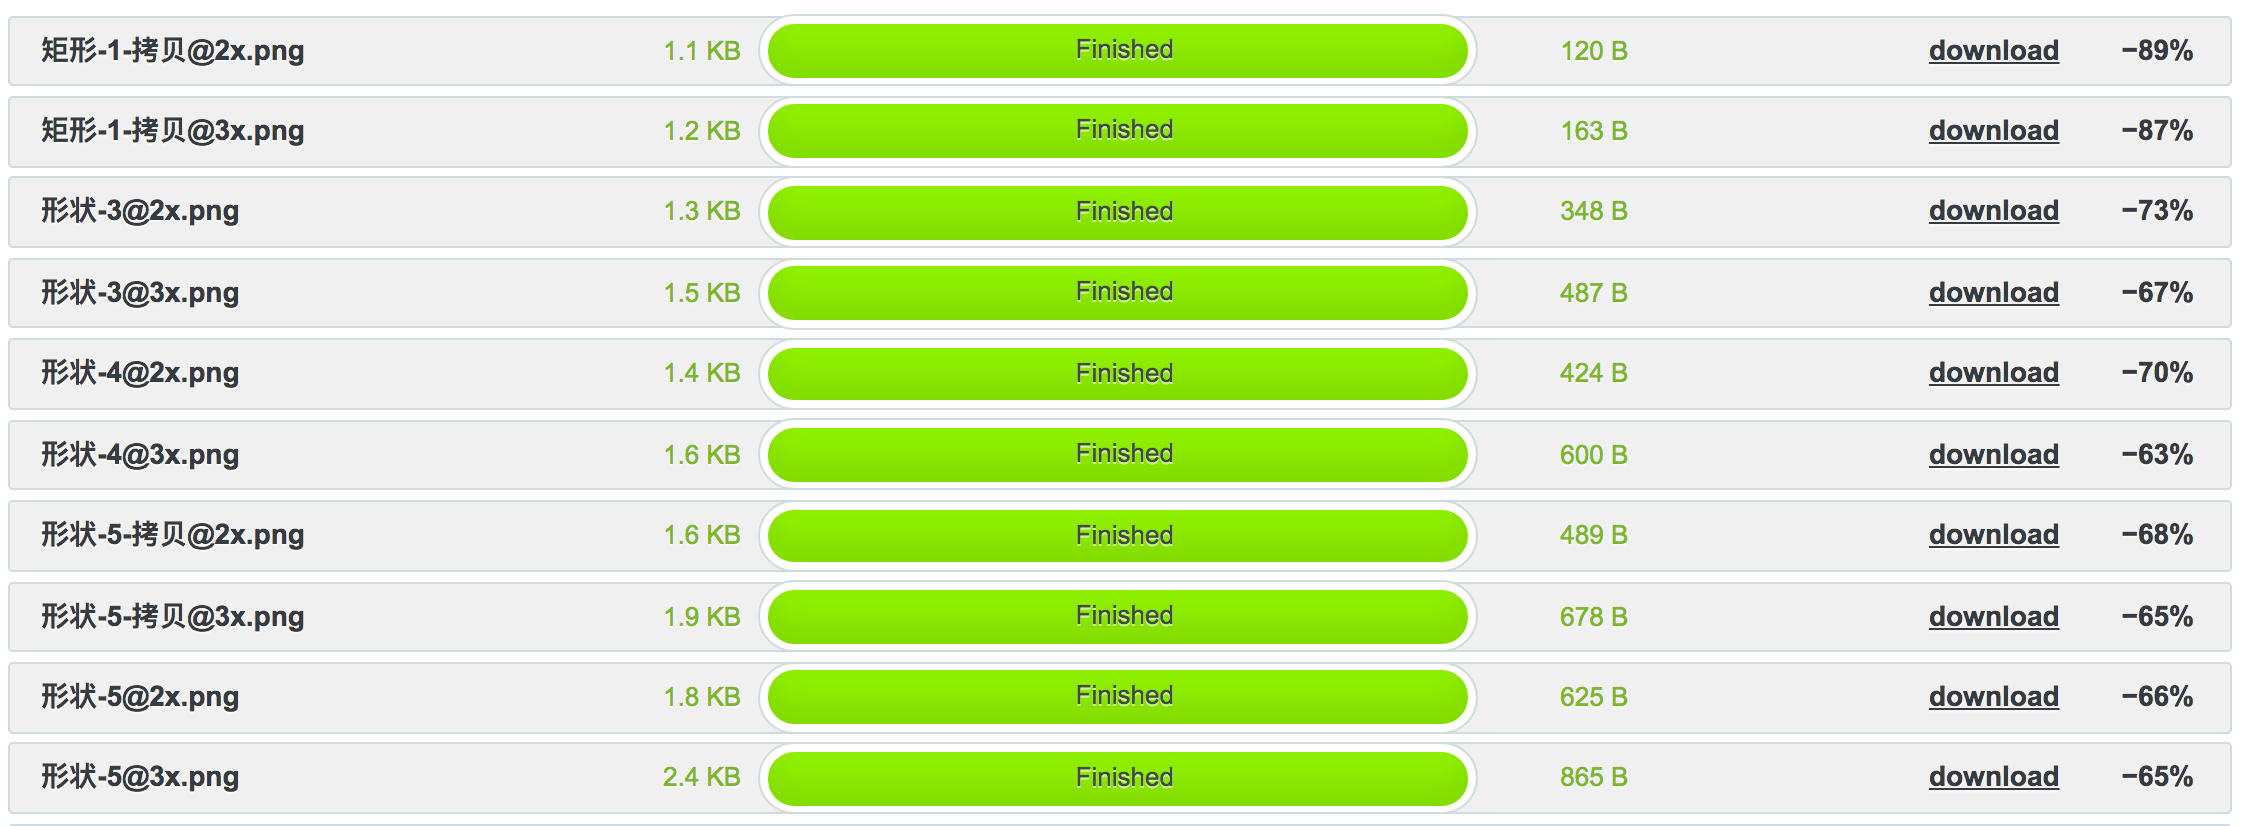 矩形-1-拷贝@2x.png 1.1 KB Finished 120 B download −89%
矩形-1-拷贝@3x.png 1.2 KB Finished 163 B download −87%
形状-3@2x.png 1.3 KB Finished 348 B download −73%
形状-3@3x.png 1.5 KB Finished 487 B download −67%
形状-4@2x.png 1.4 KB Finished 424 B download −70%
形状-4@3x.png 1.6 KB Finished 600 B download −63%
形状-5-拷贝@2x.png 1.6 KB Finished 489 B download −68%
形状-5-拷贝@3x.png 1.9 KB Finished 678 B download −65%
形状-5@2x.png 1.8 KB Finished 625 B download −66%
形状-5@3x.png 2.4 KB Finished 865 B download −65%